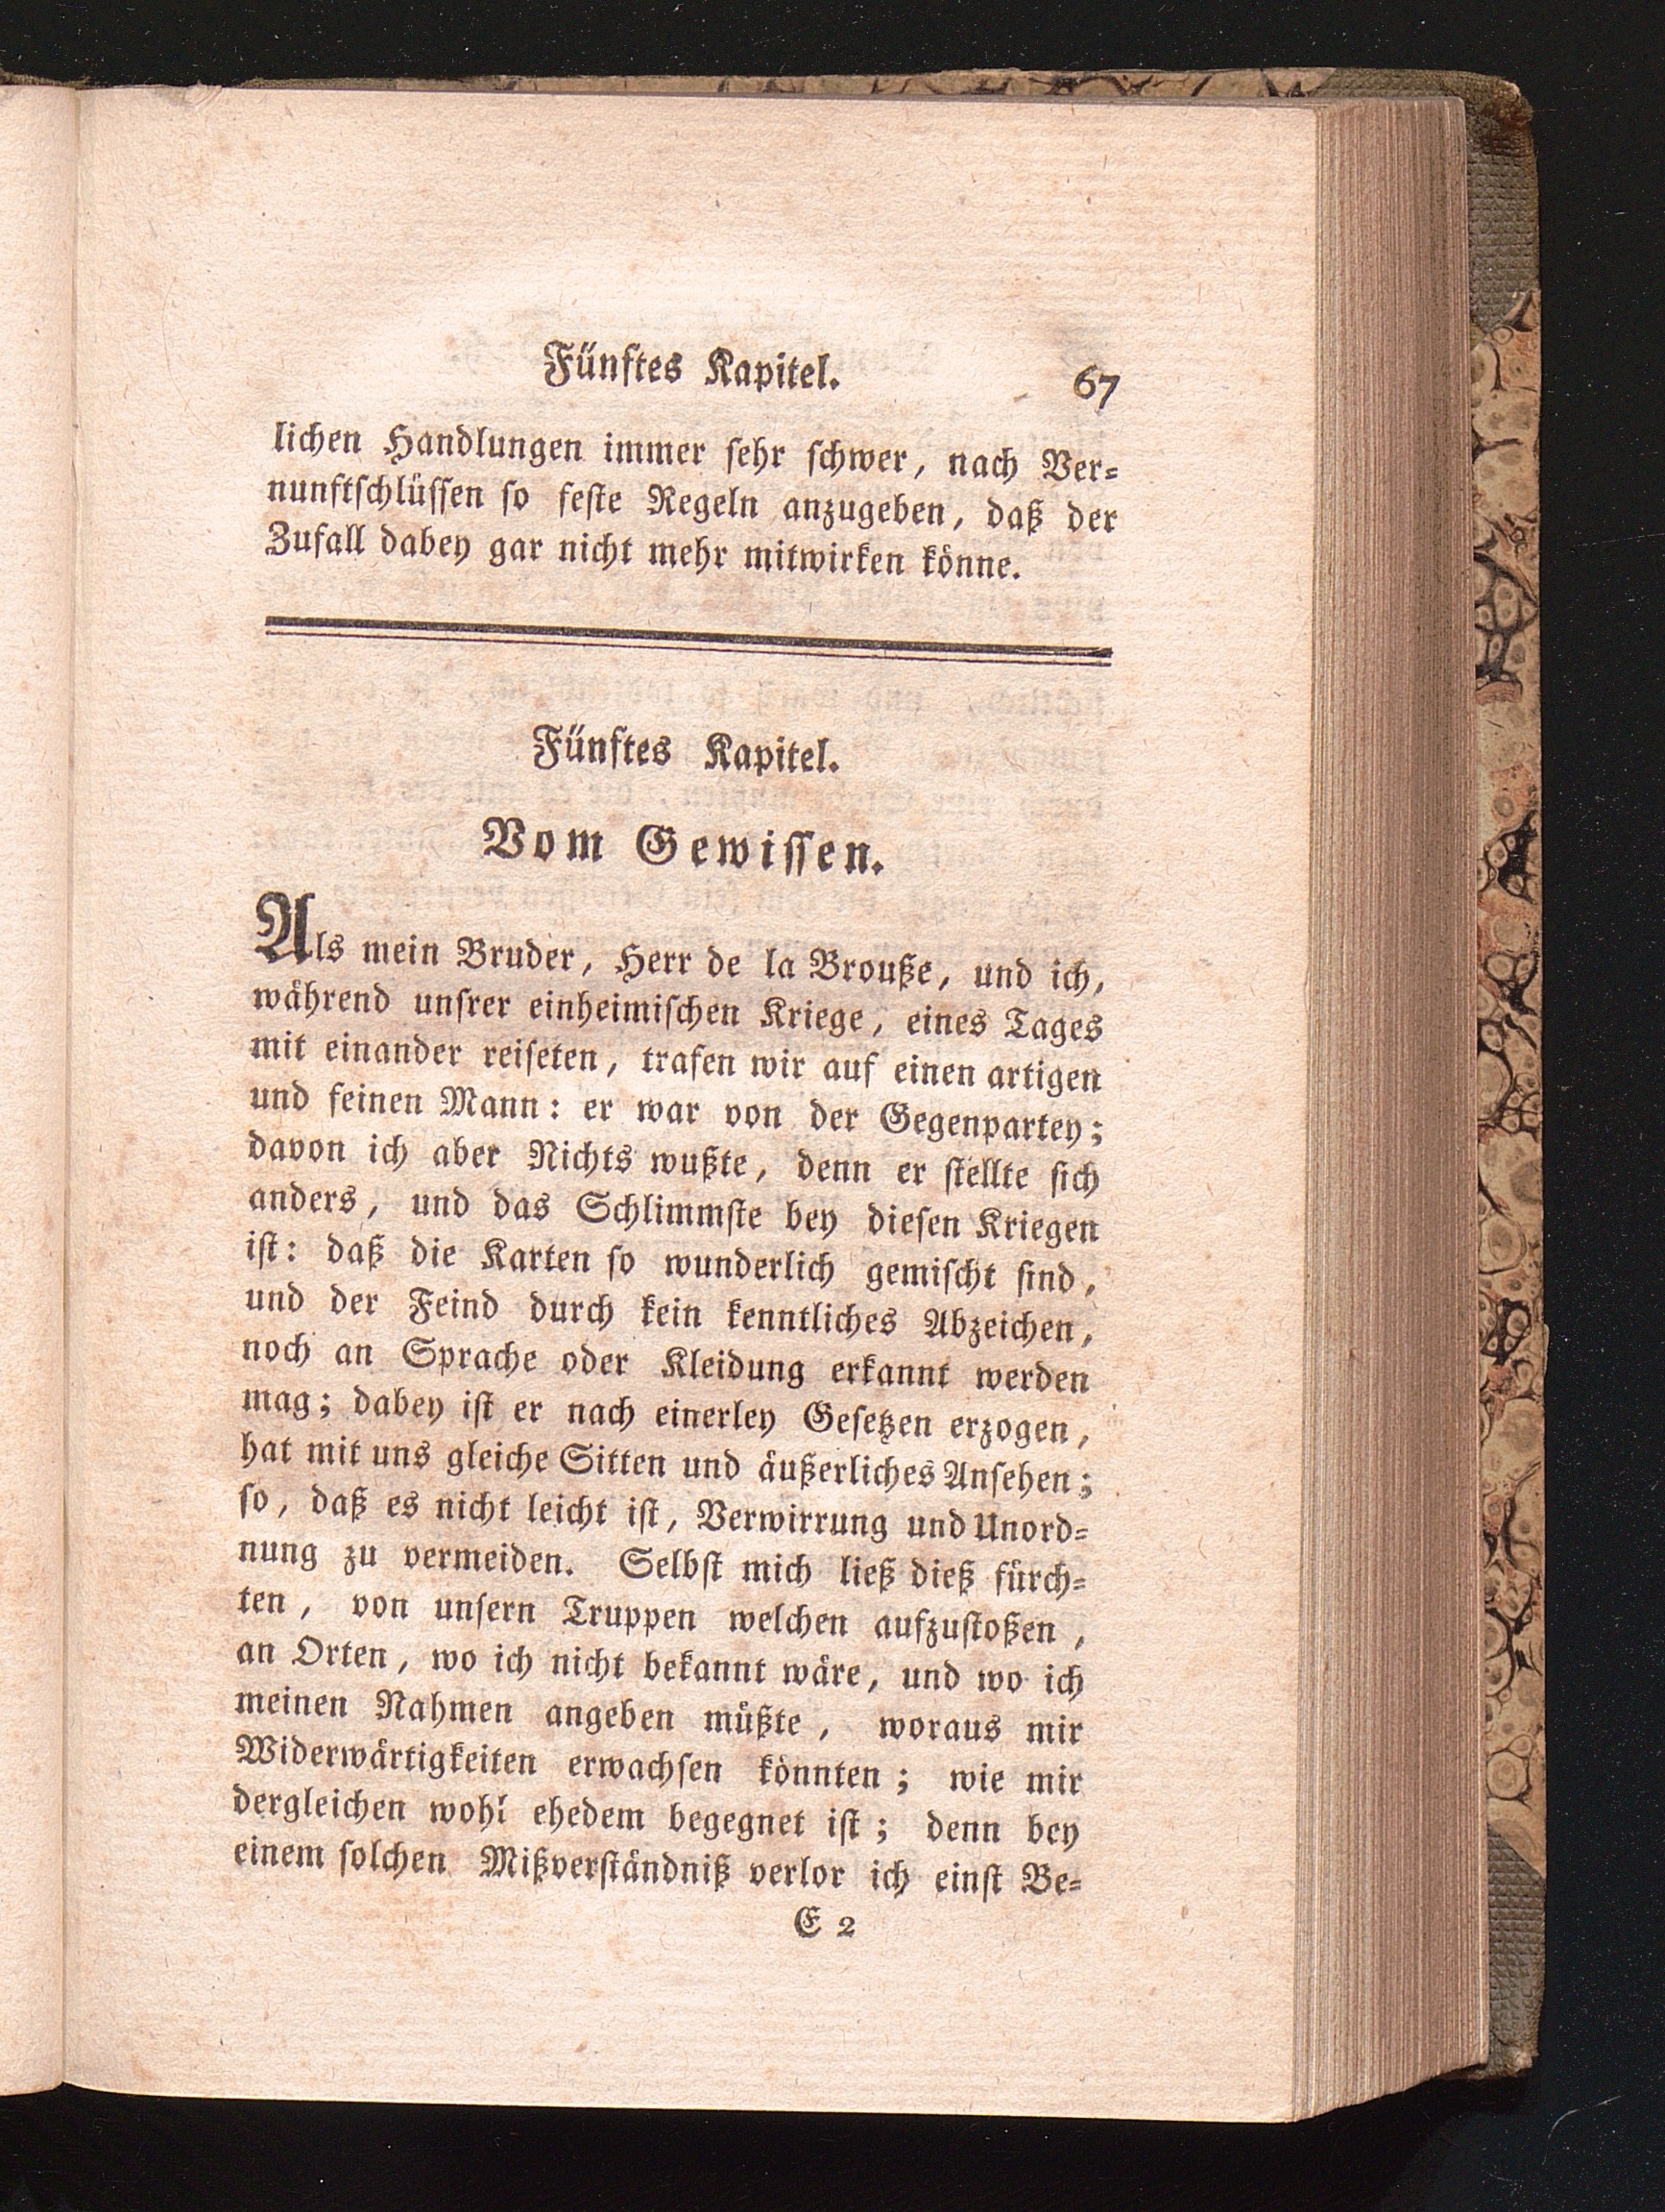 Fünftes Kapitel. 67
lichen Handlungen immer ſehr ſchwer, nach Ver⸗
nunftſchlüſſen ſo feſte Regeln anzugeben, daß der
Zufall dabey gar nicht mehr mitwirken könne.
Fünftes Kapitel.
Vom Gewiſſen.
Als mein Bruder, Herr de la Brouße, und ich,
während unſrer einheimiſchen Kriege, eines Tages
mit einander reiſeten, trafen wir auf einen artigen
und feinen Mann: er war von der Gegenpartey;
davon ich aber Nichts wußte, denn er ſtellte ſich
anders, und das Schlimmſte bey dieſen Kriegen
iſt: daß die Karten ſo wunderlich gemiſcht ſind,
und der Feind durch kein kenntliches Abzeichen,
noch an Sprache oder Kleidung erkannt werden
mag; dabey iſt er nach einerley Geſetzen erzogen,
hat mit uns gleiche Sitten und äußerliches Anſehen;
ſo, daß es nicht leicht iſt, Verwirrung und Unord⸗
nung zu vermeiden. Selbſt mich ließ dieß fürch⸗
ten, von unſern Truppen welchen aufzuſtoßen,
an Orten, wo ich nicht bekannt wäre, und wo ich
meinen Nahmen angeben müßte, woraus mir
Widerwärtigkeiten erwachſen könnten; wie mir
dergleichen wohl ehedem begegnet iſt; denn bey
einem ſolchen Mißverſtändniß verlor ich einſt Be⸗
E 2